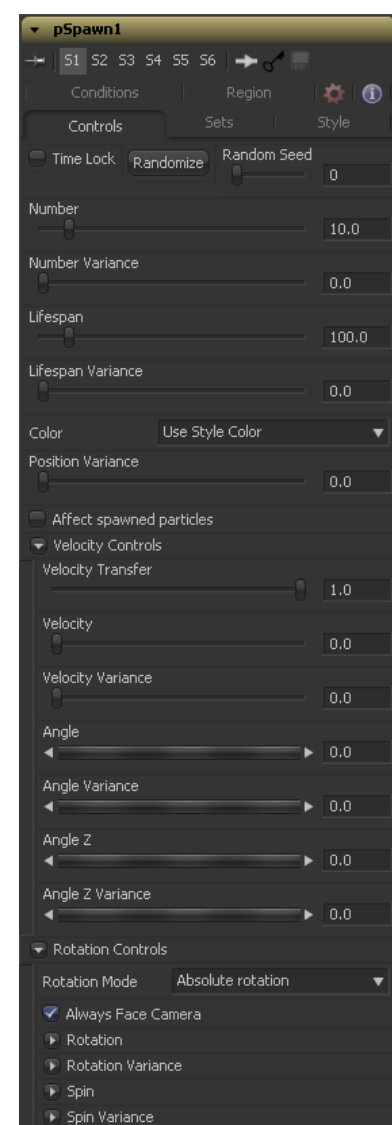 pSpawn1
S1 S2 S3 S4 S5 S6
Conditions Region
Controls Sets Style
Time Lock Randomize Random Seed 0
Number
10.0
Number Variance
0.0
Lifespan
100.0
Lifespan Variance
0.0
Color Use Style Color
Position Variance
0.0
Affect spawned particles
Velocity Controls
Velocity Transfer
1.0
Velocity
0.0
Velocity Variance
0.0
Angle
0.0
Angle Variance
0.0
Angle Z
0.0
Angle Z Variance
0.0
Rotation Controls
Rotation Mode Absolute rotation
Always Face Camera
Rotation
Rotation Variance
Spin
Spin Variance